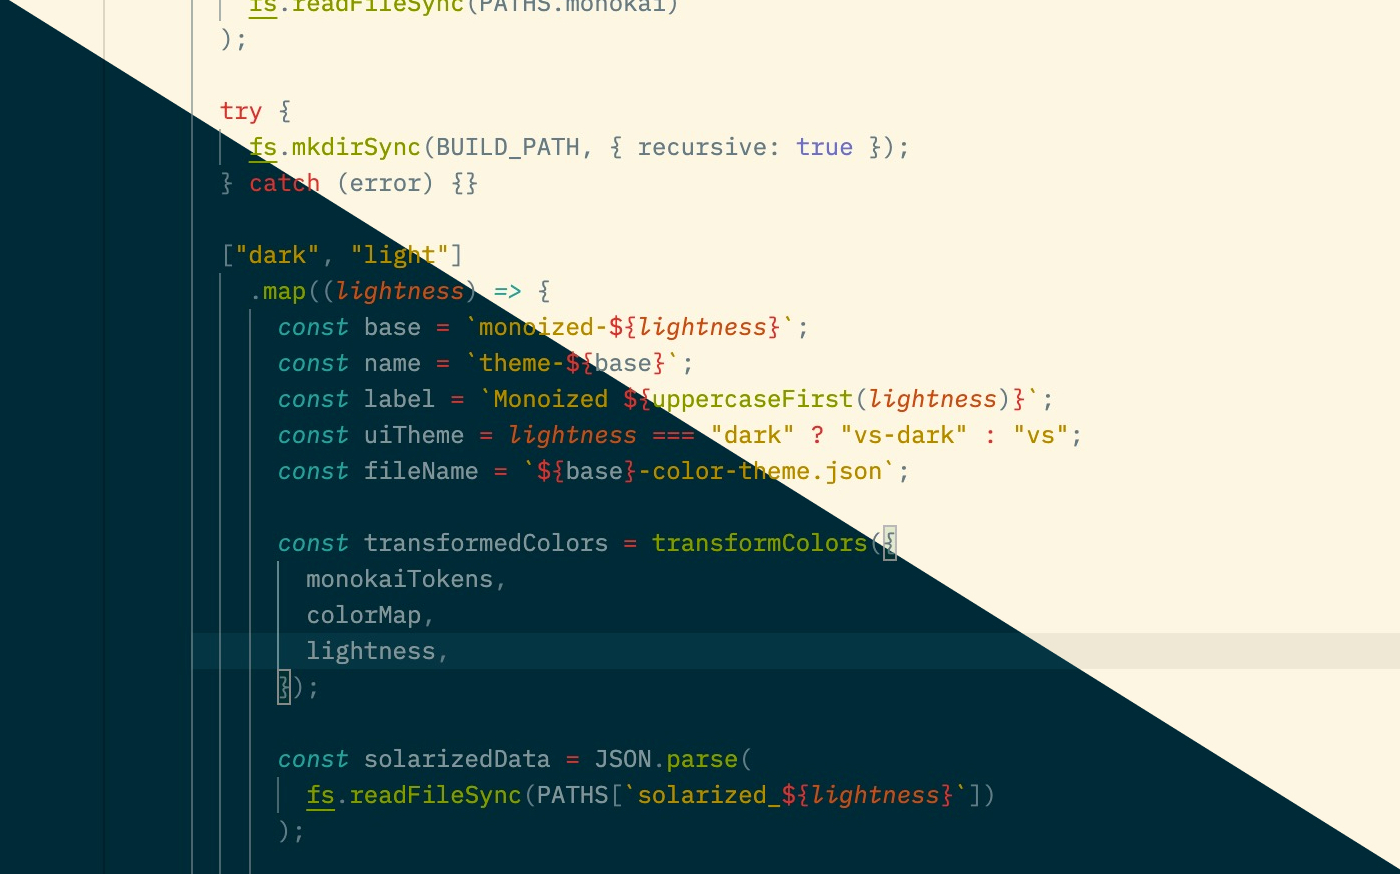 fs.readFileSync(PATHS.monokai)
);
try {
fs.mkdirSync(BUILD_PATH, { recursive: true });
} catch (error) {}
["dark", "light"]
.map((lightness) => {
const base = `monoized-${lightness}`;
const name = `theme-${base}`;
const label = `Monoized ${uppercaseFirst(lightness)}`;
const uiTheme = lightness === "dark" ? "vs-dark" : "vs";
const fileName = `${base}-color-theme.json`;
const transformedColors = transformColors({
monokaiTokens,
colorMap,
lightness,
});
const solarizedData = JSON.parse(
fs.readFileSync(PATHS[`solarized_${lightness}`])
);